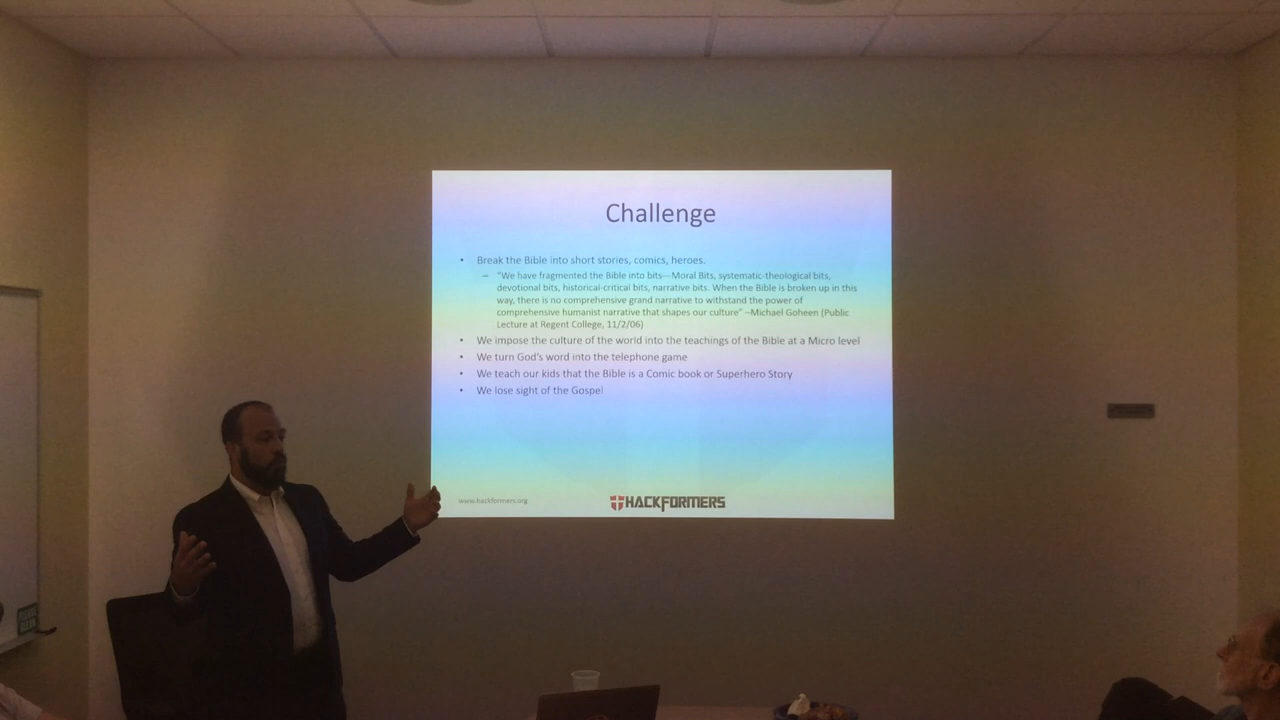 Challenge
• Break the Bible into short stories, comics, heroes.
– "We have fragmented the Bible into bits—Moral Bits, systematic-theological bits,
devotional bits, historical-critical bits, narrative bits. When the Bible is broken up in this
way, there is no comprehensive grand narrative to withstand the power of
comprehensive humanist narrative that shapes our culture" –Michael Goheen (Public
Lecture at Regent College, 11/2/06)
• We impose the culture of the world into the teachings of the Bible at a Micro level
• We turn God's word into the telephone game
• We teach our kids that the Bible is a Comic book or Superhero Story
• We lose sight of the Gospel
www.hackformers.org
HACKFORMERS